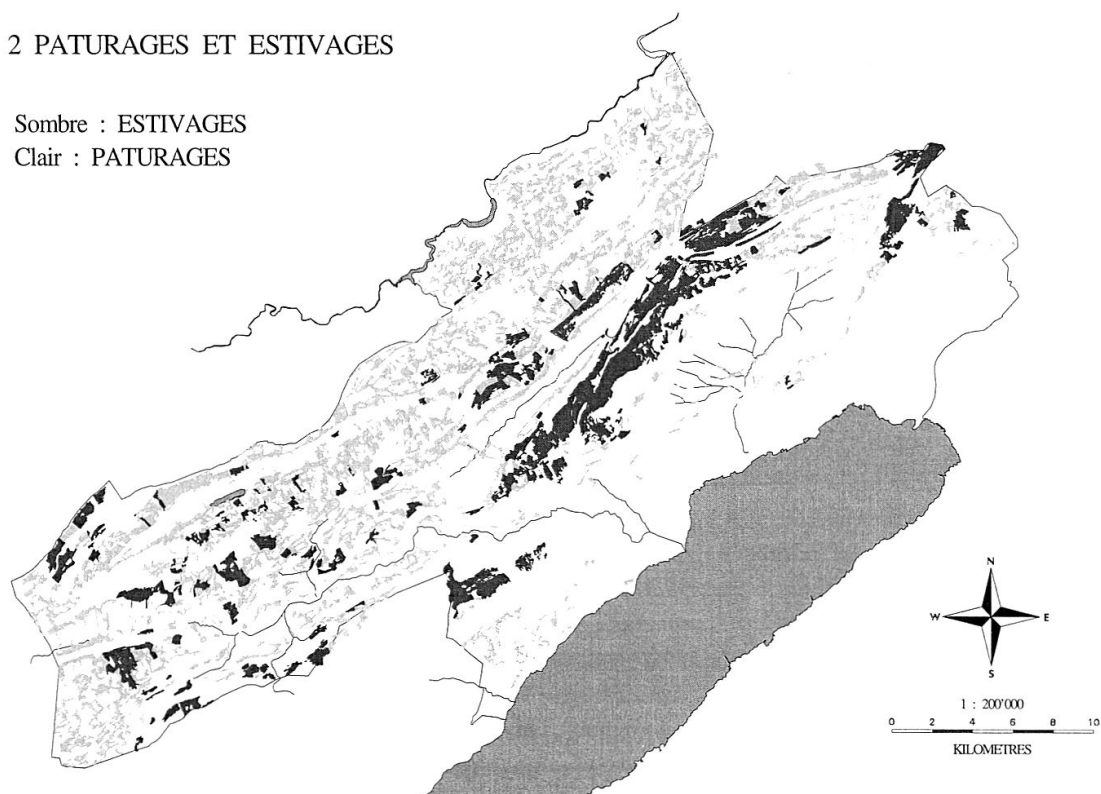 2 PATURAGES ET ESTIVAGES
Sombre : ESTIVAGES
Clair : PATURAGES
N
W E
S
1 : 200'000
0 2 4 6 8 10
KILOMETRES